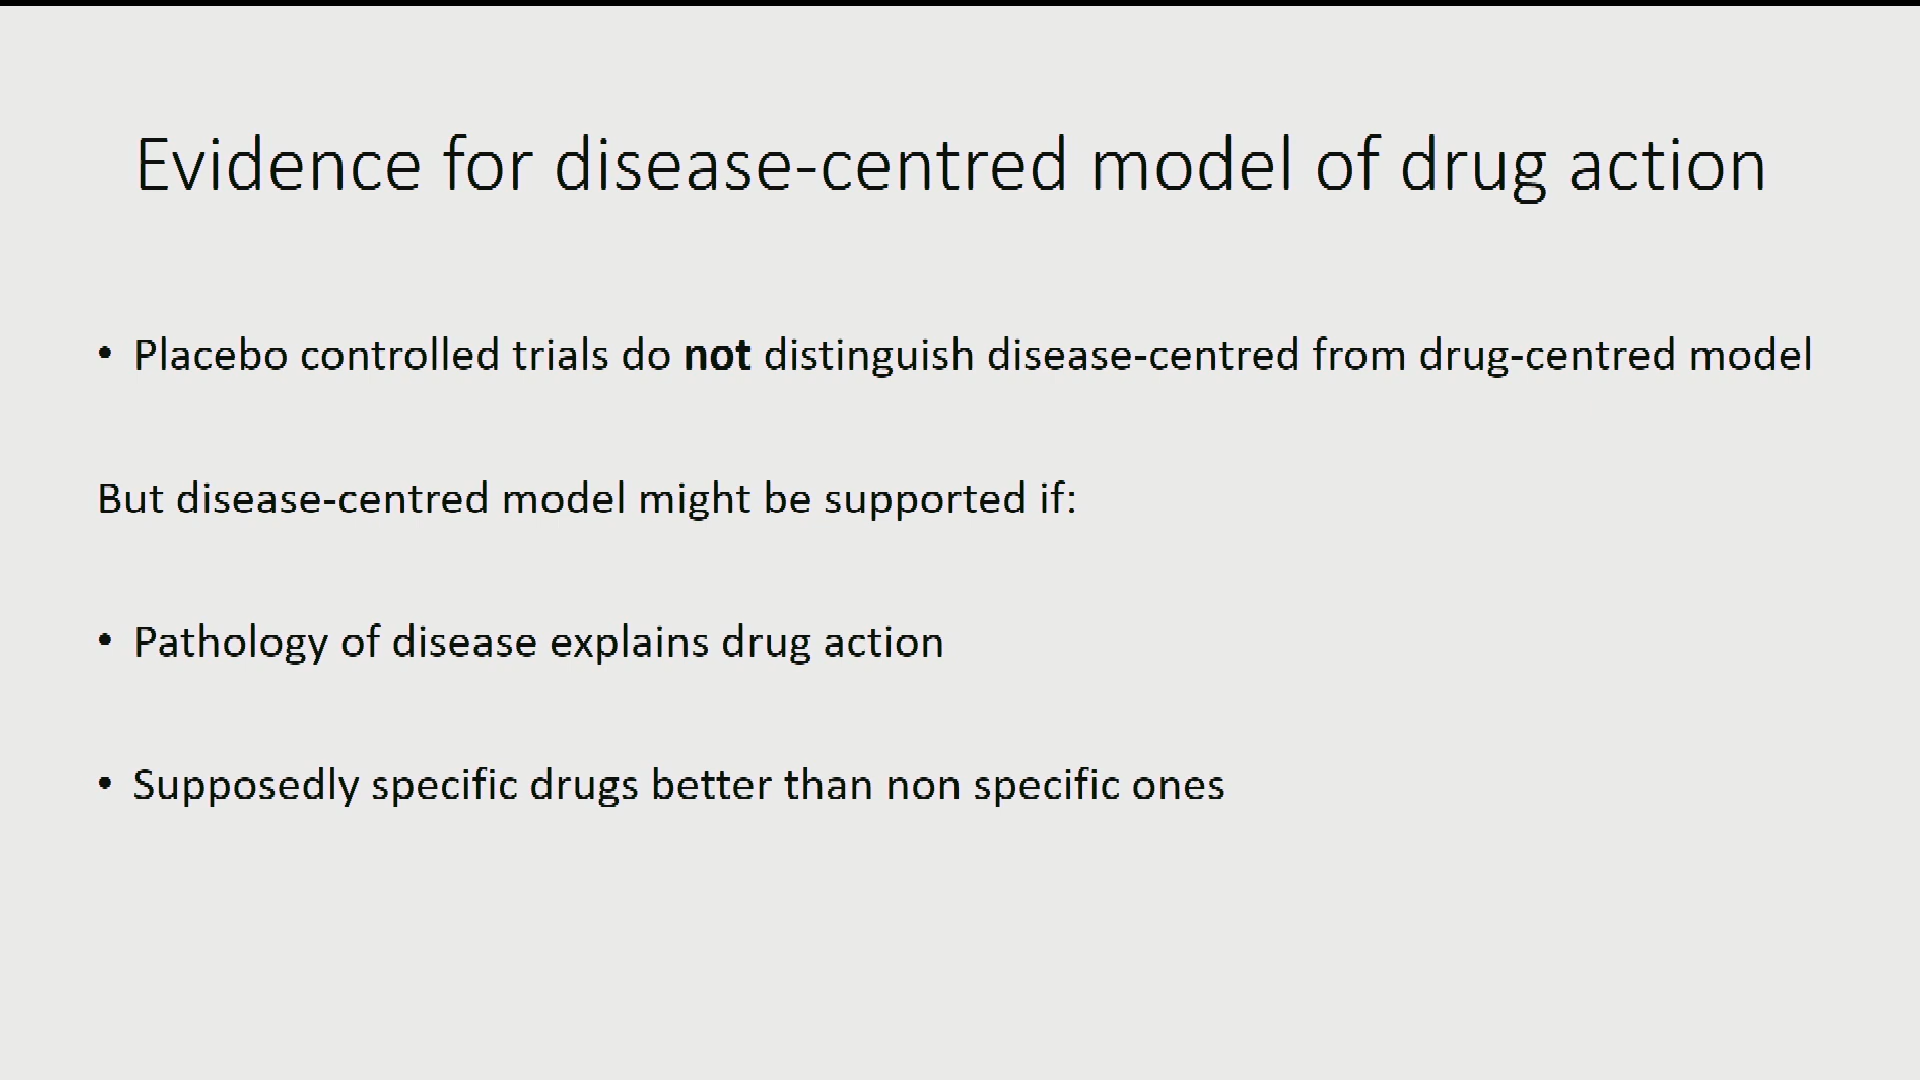 Evidence for disease-centred model of drug action
• Placebo controlled trials do not distinguish disease-centred from drug-centred model
But disease-centred model might be supported if:
• Pathology of disease explains drug action
• Supposedly specific drugs better than non specific ones